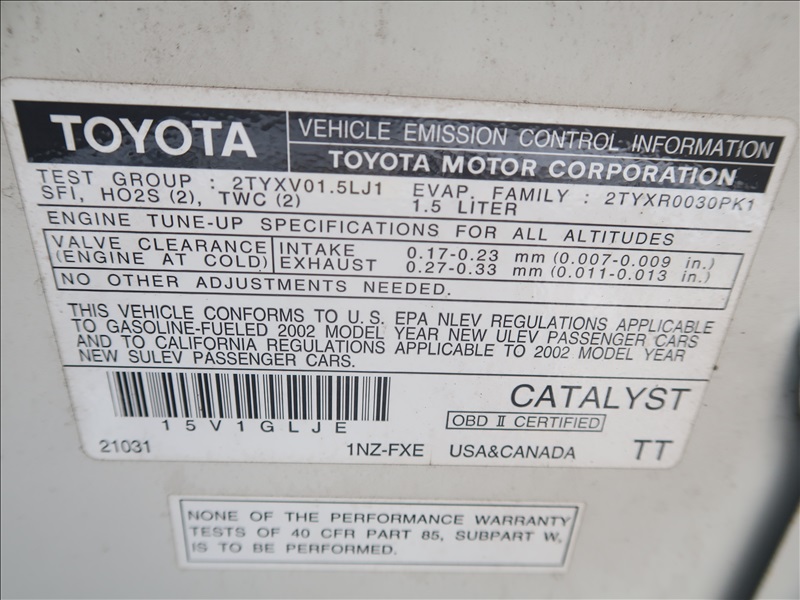 TOYOTA
VEHICLE EMISSION CONTROL INFORMATION
TOYOTA MOTOR CORPORATION
TEST GROUP : 2TYXV01.5LJ1 EVAP. FAMILY : 2TYXR0030PK1
SFI, HO2S (2), TWC (2) 1.5 LITER
ENGINE TUNE-UP SPECIFICATIONS FOR ALL ALTITUDES
VALVE CLEARANCE INTAKE 0.17-0.23 mm (0.007-0.009 in.)
(ENGINE AT COLD) EXHAUST 0.27-0.33 mm (0.011-0.013 in.)
NO OTHER ADJUSTMENTS NEEDED.
THIS VEHICLE CONFORMS TO U.S. EPA NLEV REGULATIONS APPLICABLE
TO GASOLINE-FUELED 2002 MODEL YEAR NEW ULEV PASSENGER CARS
AND TO CALIFORNIA REGULATIONS APPLICABLE TO 2002 MODEL YEAR
NEW SULEV PASSENGER CARS.
15V1GLJE
CATALYST
OBD II CERTIFIED
21031 1NZ-FXE USA&CANADA TT
NONE OF THE PERFORMANCE WARRANTY
TESTS OF 40 CFR PART 85, SUBPART W,
IS TO BE PERFORMED.